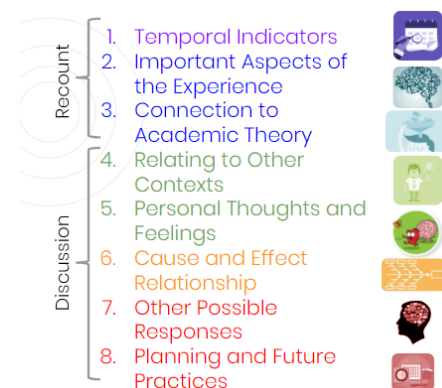 Recount
1. Temporal Indicators
2. Important Aspects of
the Experience
3. Connection to
Academic Theory
Discussion
4. Relating to Other
Contexts
5. Personal Thoughts and
Feelings
6. Cause and Effect
Relationship
7. Other Possible
Responses
8. Planning and Future
Practices